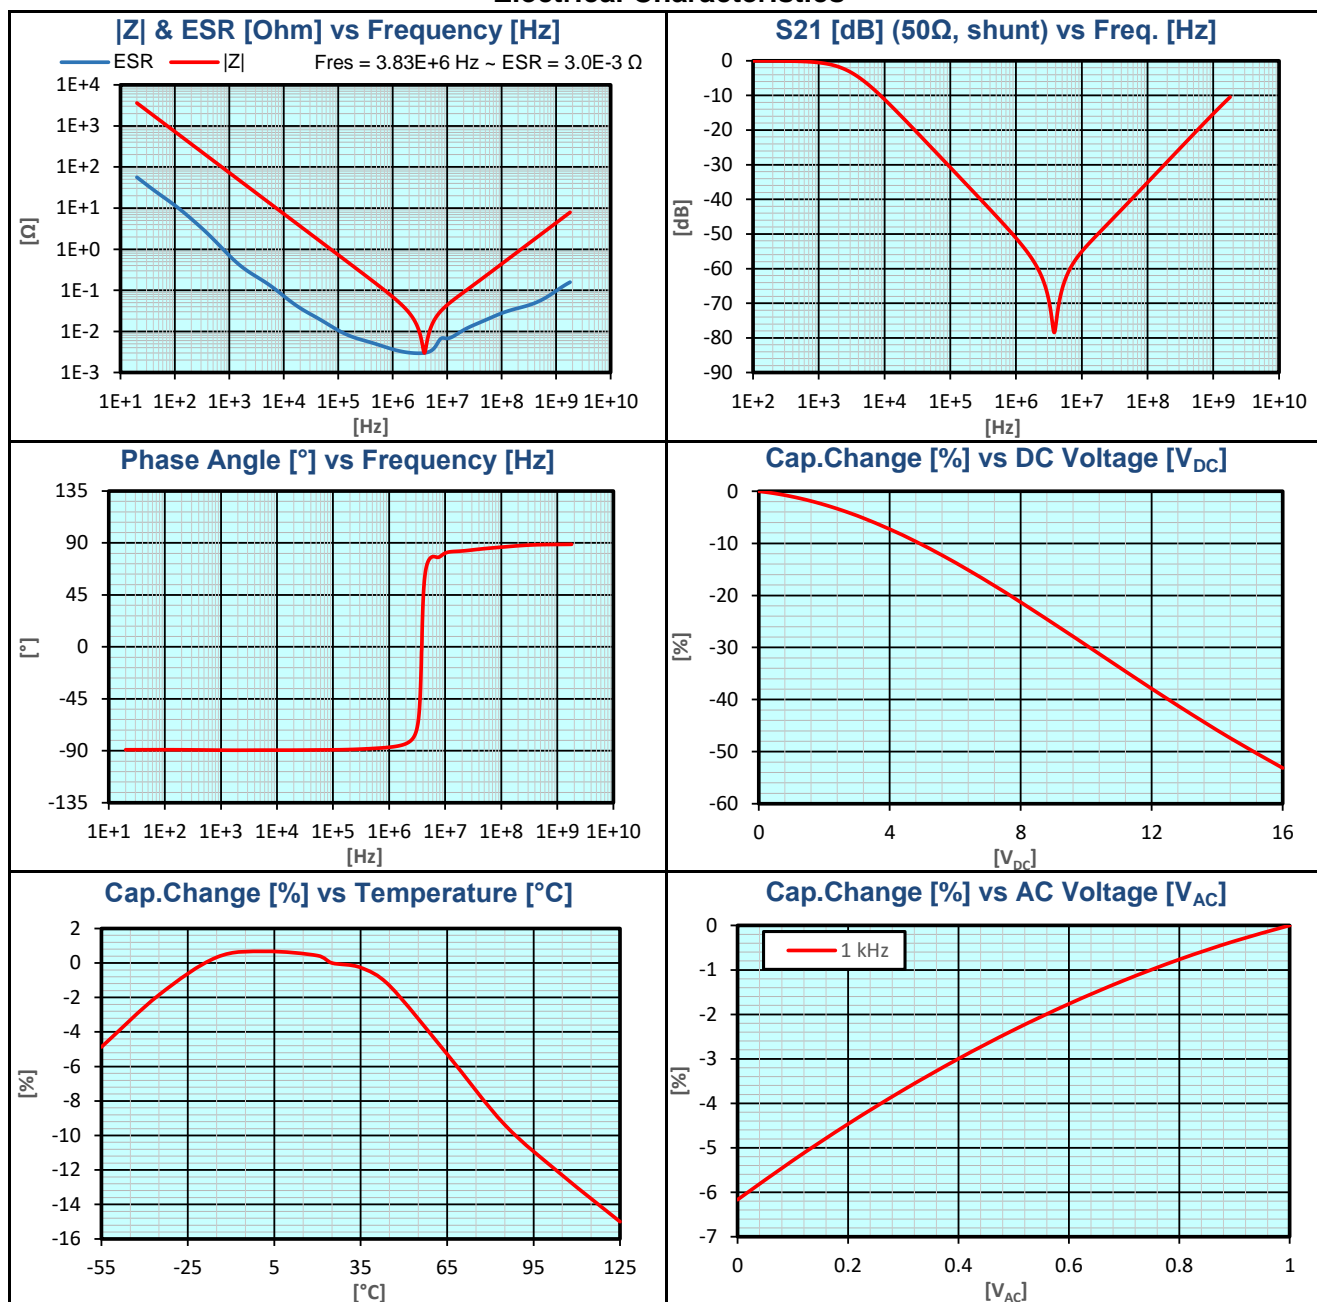 |Z| & ESR [Ohm] vs Frequency [Hz]
ESR |Z| Fres = 3.83E+6 Hz ~ ESR = 3.0E-3 Ω
1E+4
1E+3
1E+2
1E+1
1E+0
1E-1
1E-2
1E-3
[Ω]
1E+1 1E+2 1E+3 1E+4 1E+5 1E+6 1E+7 1E+8 1E+9 1E+10
[Hz]
S21 [dB] (50Ω, shunt) vs Freq. [Hz]
0
-10
-20
-30
-40
-50
-60
-70
-80
-90
[dB]
1E+2 1E+3 1E+4 1E+5 1E+6 1E+7 1E+8 1E+9 1E+10
[Hz]
Phase Angle [°] vs Frequency [Hz]
135
90
45
0
-45
-90
-135
[°]
1E+1 1E+2 1E+3 1E+4 1E+5 1E+6 1E+7 1E+8 1E+9 1E+10
[Hz]
Cap.Change [%] vs DC Voltage [VDC]
0
-10
-20
-30
-40
-50
-60
[%]
0 4 8 12 16
[VDC]
Cap.Change [%] vs Temperature [°C]
2
0
-2
-4
-6
-8
-10
-12
-14
-16
[%]
-55 -25 5 35 65 95 125
[°C]
Cap.Change [%] vs AC Voltage [VAC]
1 kHz
0
-1
-2
-3
-4
-5
-6
-7
[%]
0 0.2 0.4 0.6 0.8 1
[VAC]